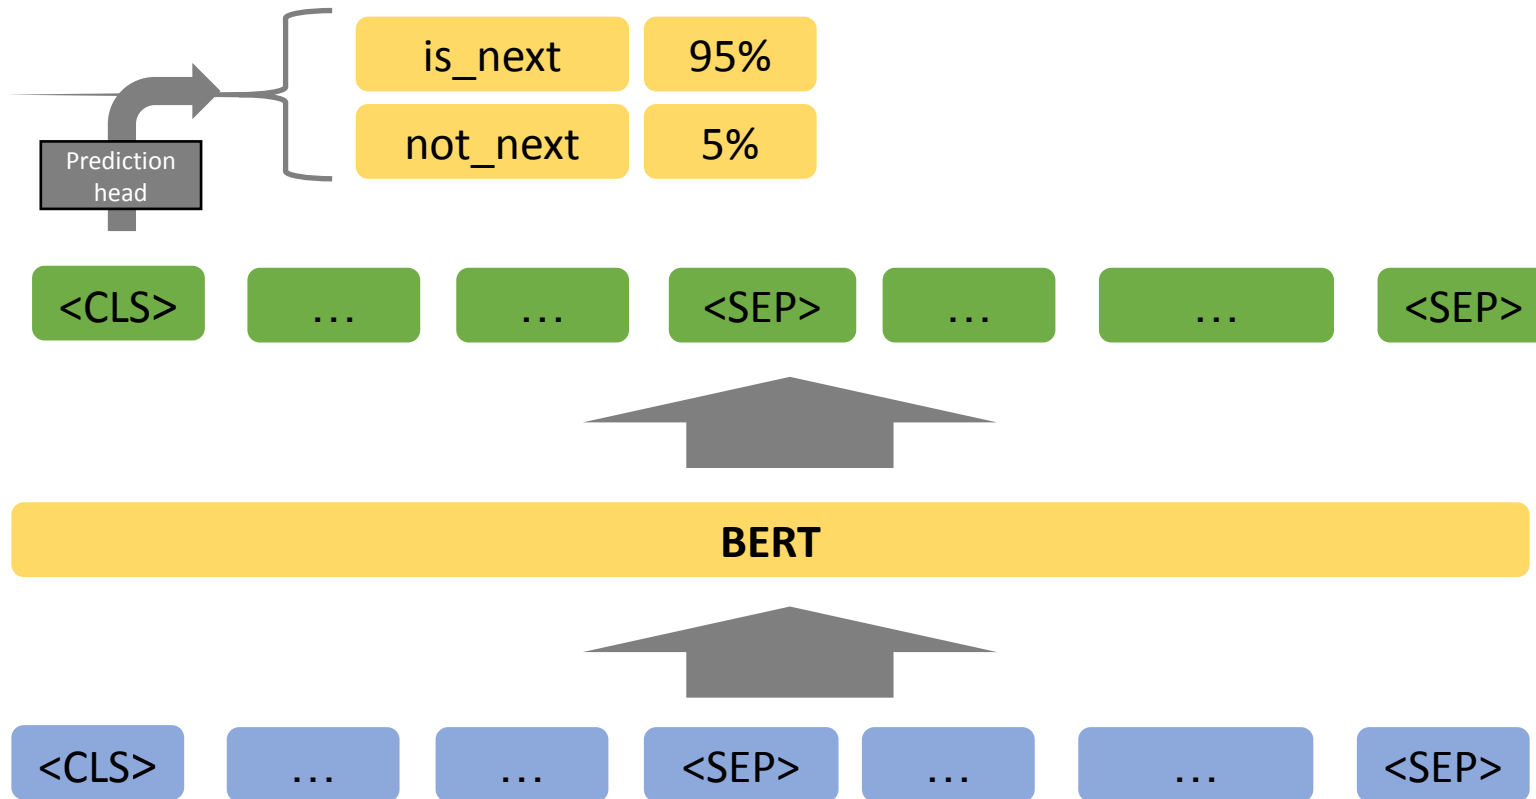 is_next 95%
not_next 5%
Prediction
head
<CLS> ... ... <SEP> ... ... <SEP>
BERT
<CLS> ... ... <SEP> ... ... <SEP>